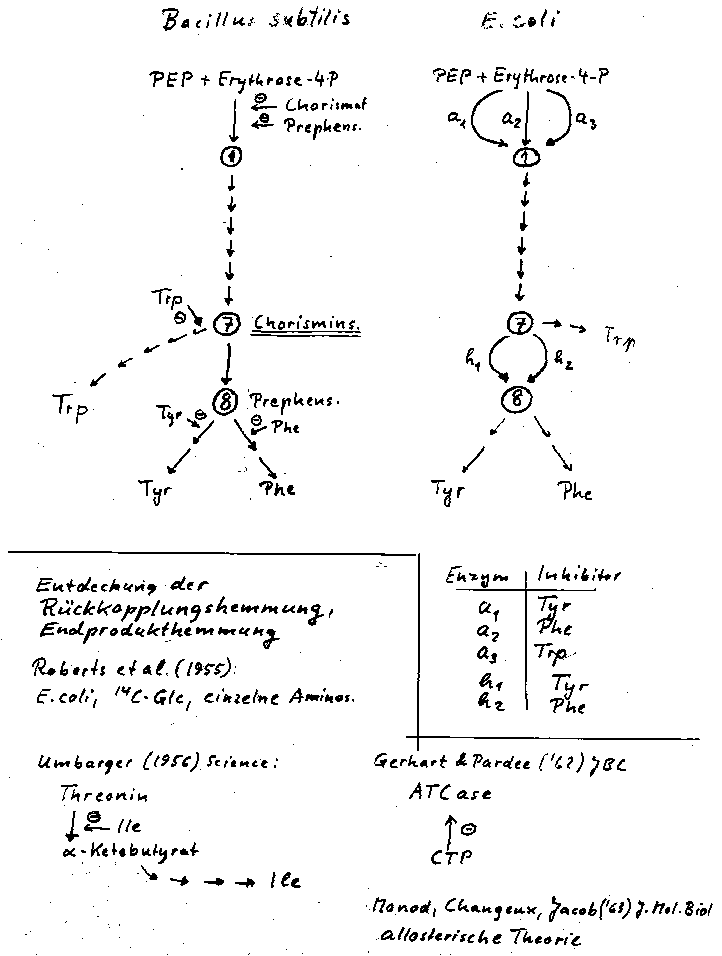 Bacillus subtilis
PEP + Erythrose-4P
⊖ Chorismat
⊖ Prephens.
1
Trp
⊖
7 Chorismins.
Trp
8 Prephens.
Tyr ⊖
⊖ Phe
Tyr Phe
E. coli
PEP + Erythrose-4-P
a1 a2 a3
1
7 Trp
h1 h2
8
Tyr Phe
Entdeckung der
Rückkopplungshemmung,
Endprodukthemmung
Roberts et al. (1955):
E. coli, 14C-Glc, einzelne Aminos.
Enzym Inhibitor
a1 Tyr
a2 Phe
a3 Trp
h1 Tyr
h2 Phe
Umbarger (1956) Science:
Threonin
⊖ Ile
α-Ketobutyrat
Ile
Gerhart & Pardee ('62) JBC
ATCase
⊖
CTP
Monod, Changeux, Jacob ('63) J. Mol. Biol
allosterische Theorie